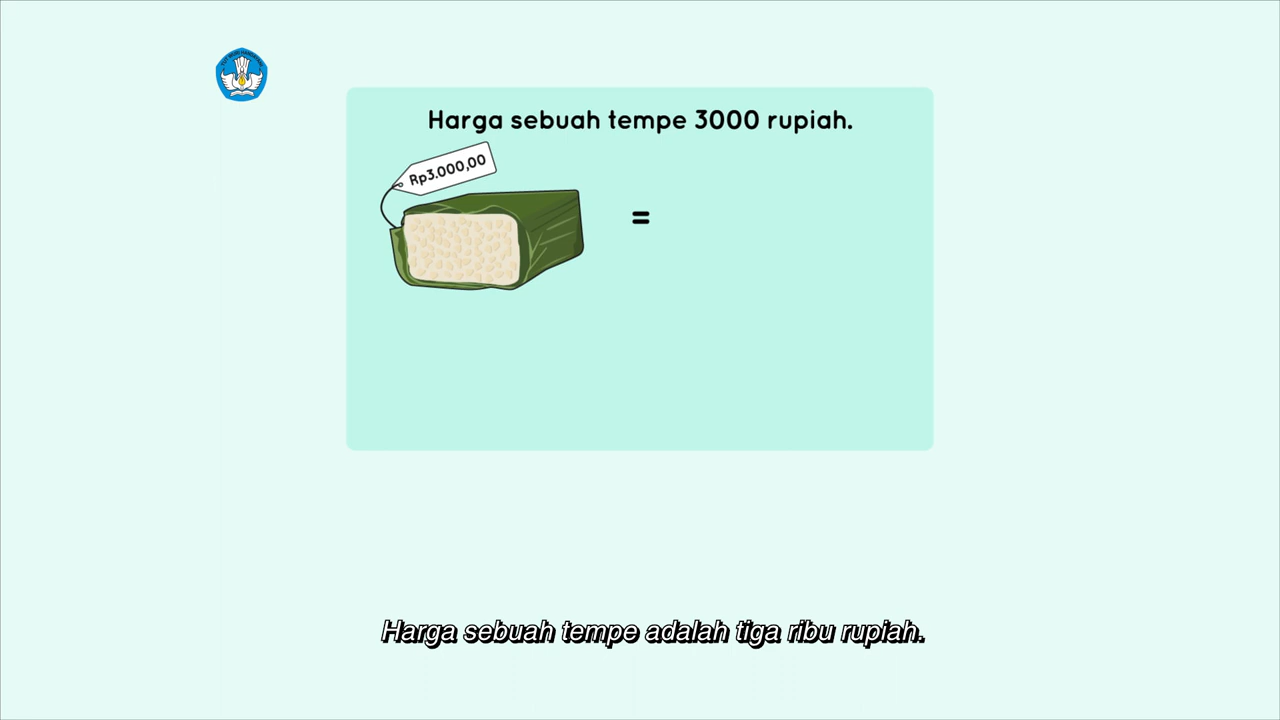 Harga sebuah tempe 3000 rupiah.
Rp3.000,00
=
Harga sebuah tempe adalah tiga ribu rupiah.